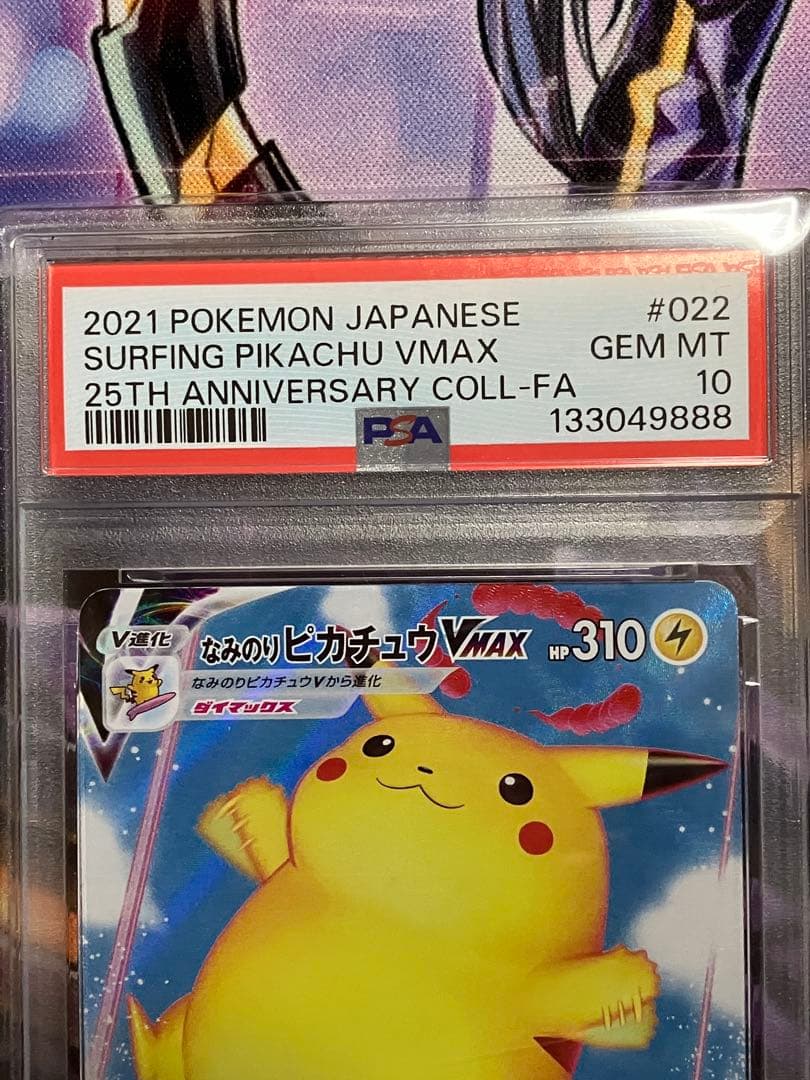 2021 POKEMON JAPANESE #022
SURFING PIKACHU VMAX GEM MT
25TH ANNIVERSARY COLL-FA 10
PSA 133049888
V進化 なみのりピカチュウVMAX HP310
なみのりピカチュウVから進化
ダイマックス